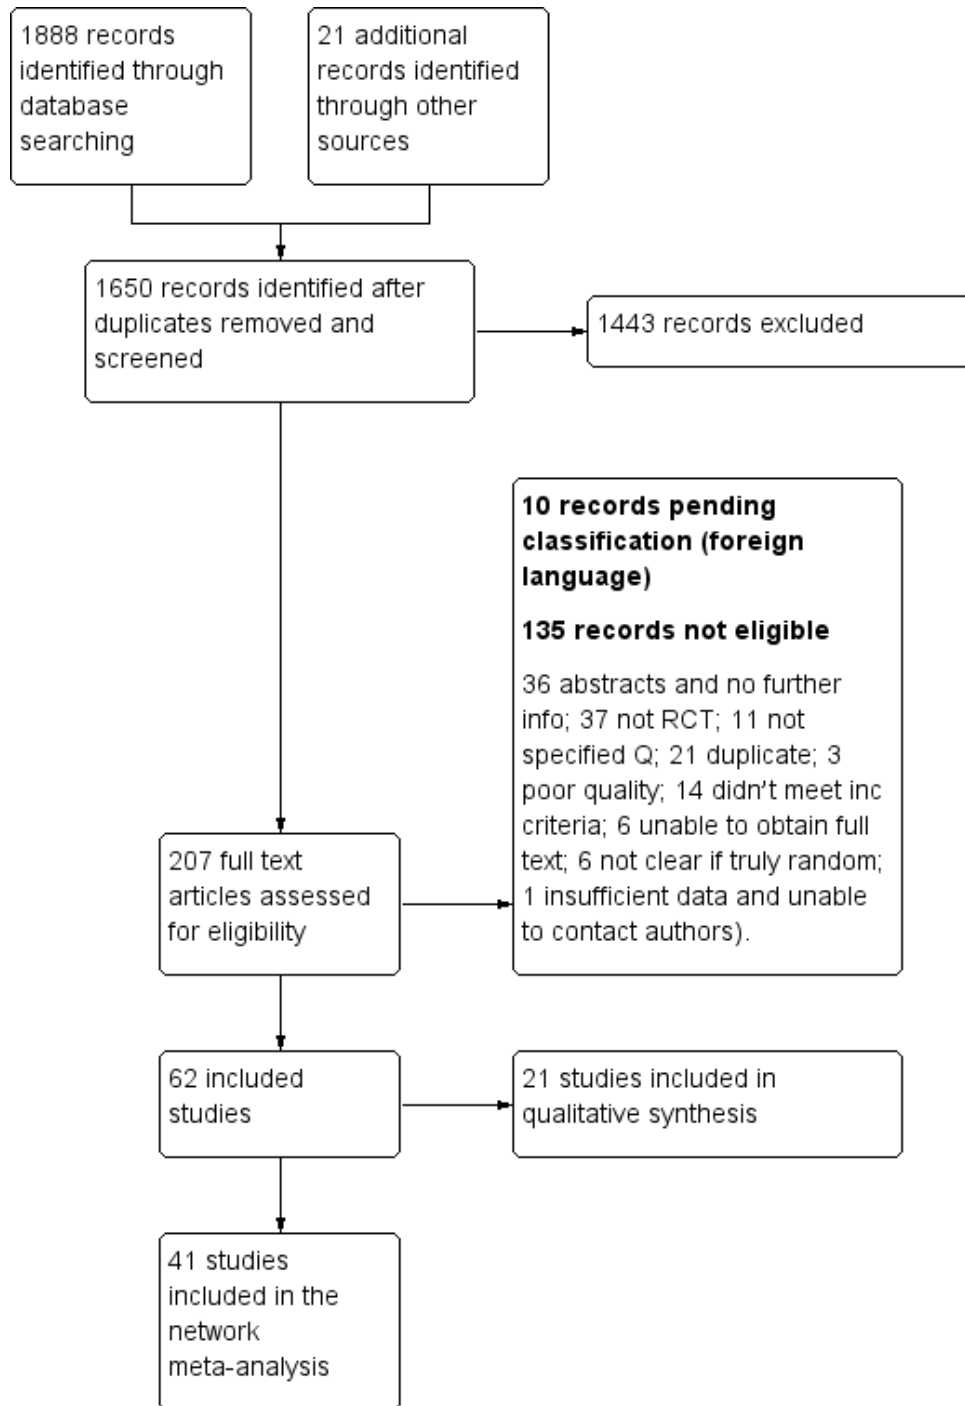 1888 records
identified through
database
searching
21 additional
records identified
through other
sources
1650 records identified after
duplicates removed and
screened
1443 records excluded
10 records pending
classification (foreign
language)
135 records not eligible
36 abstracts and no further
info; 37 not RCT; 11 not
specified Q; 21 duplicate; 3
poor quality; 14 didn't meet inc
criteria; 6 unable to obtain full
text; 6 not clear if truly random;
1 insufficient data and unable
to contact authors).
207 full text
articles assessed
for eligibility
62 included
studies
21 studies included in
qualitative synthesis
41 studies
included in the
network
meta-analysis